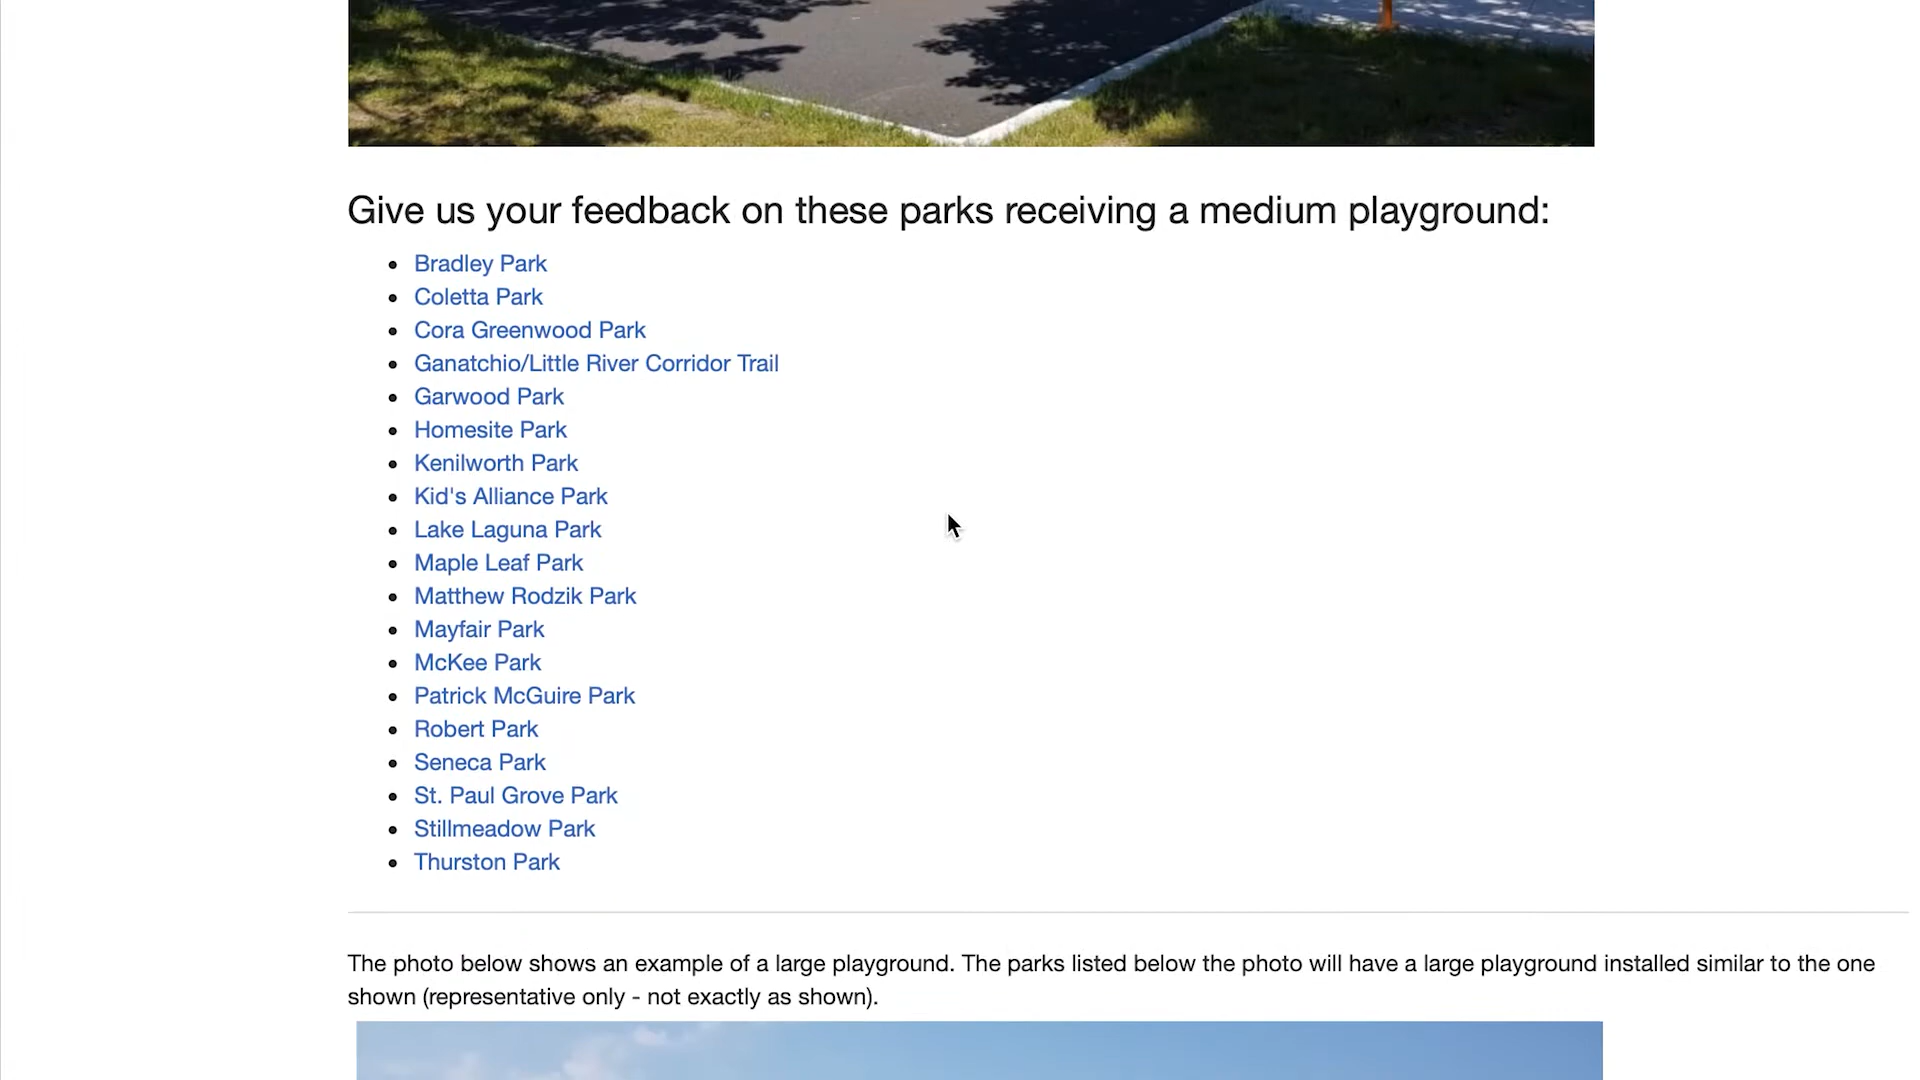 Give us your feedback on these parks receiving a medium playground:
Bradley Park
Coletta Park
Cora Greenwood Park
Ganatchio/Little River Corridor Trail
Garwood Park
Homesite Park
Kenilworth Park
Kid's Alliance Park
Lake Laguna Park
Maple Leaf Park
Matthew Rodzik Park
Mayfair Park
McKee Park
Patrick McGuire Park
Robert Park
Seneca Park
St. Paul Grove Park
Stillmeadow Park
Thurston Park
The photo below shows an example of a large playground. The parks listed below the photo will have a large playground installed similar to the one
shown (representative only - not exactly as shown).